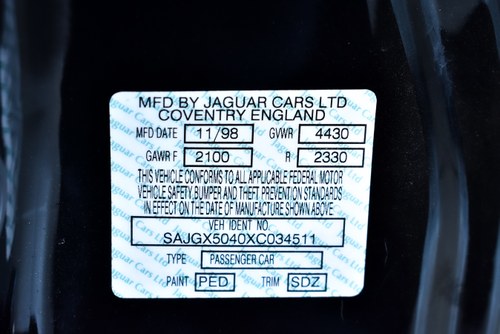 MFD BY JAGUAR CARS LTD
COVENTRY ENGLAND
MFD DATE 11/98 GVWR 4430
GAWR F 2100 R 2330
THIS VEHICLE CONFORMS TO ALL APPLICABLE FEDERAL MOTOR
VEHICLE SAFETY, BUMPER AND THEFT PREVENTION STANDARDS
IN EFFECT ON THE DATE OF MANUFACTURE SHOWN ABOVE
VEH IDENT NO.
SAJGX5040XC034511
TYPE PASSENGER CAR
PAINT PED TRIM SDZ